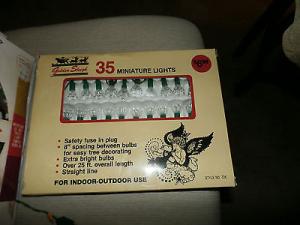 Golden Sleigh
35 MINIATURE LIGHTS
• Safety fuse in plug
• 8" spacing between bulbs
for easy tree decorating
• Extra bright bulbs
• Over 25 ft. overall length
• Straight line
FOR INDOOR-OUTDOOR USE